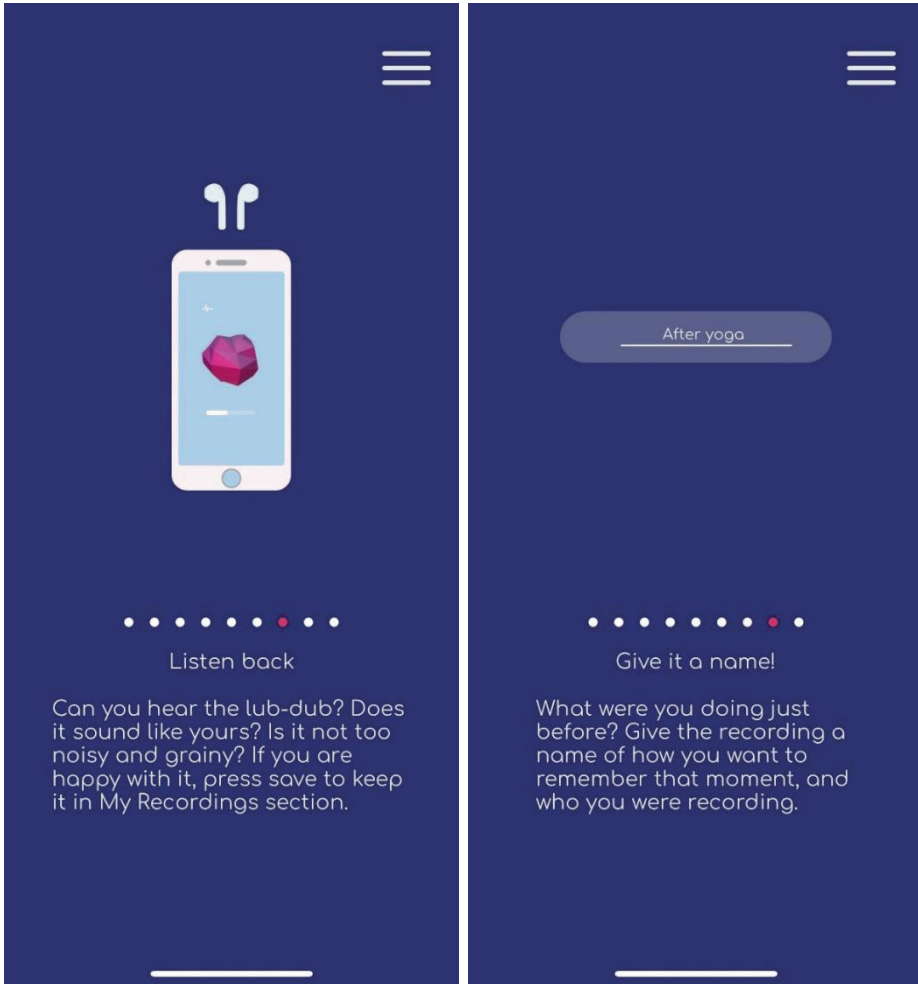 Listen back
Can you hear the lub-dub? Does
it sound like yours? Is it not too
noisy and grainy? If you are
happy with it, press save to keep
it in My Recordings section.
After yoga
Give it a name!
What were you doing just
before? Give the recording a
name of how you want to
remember that moment, and
who you were recording.